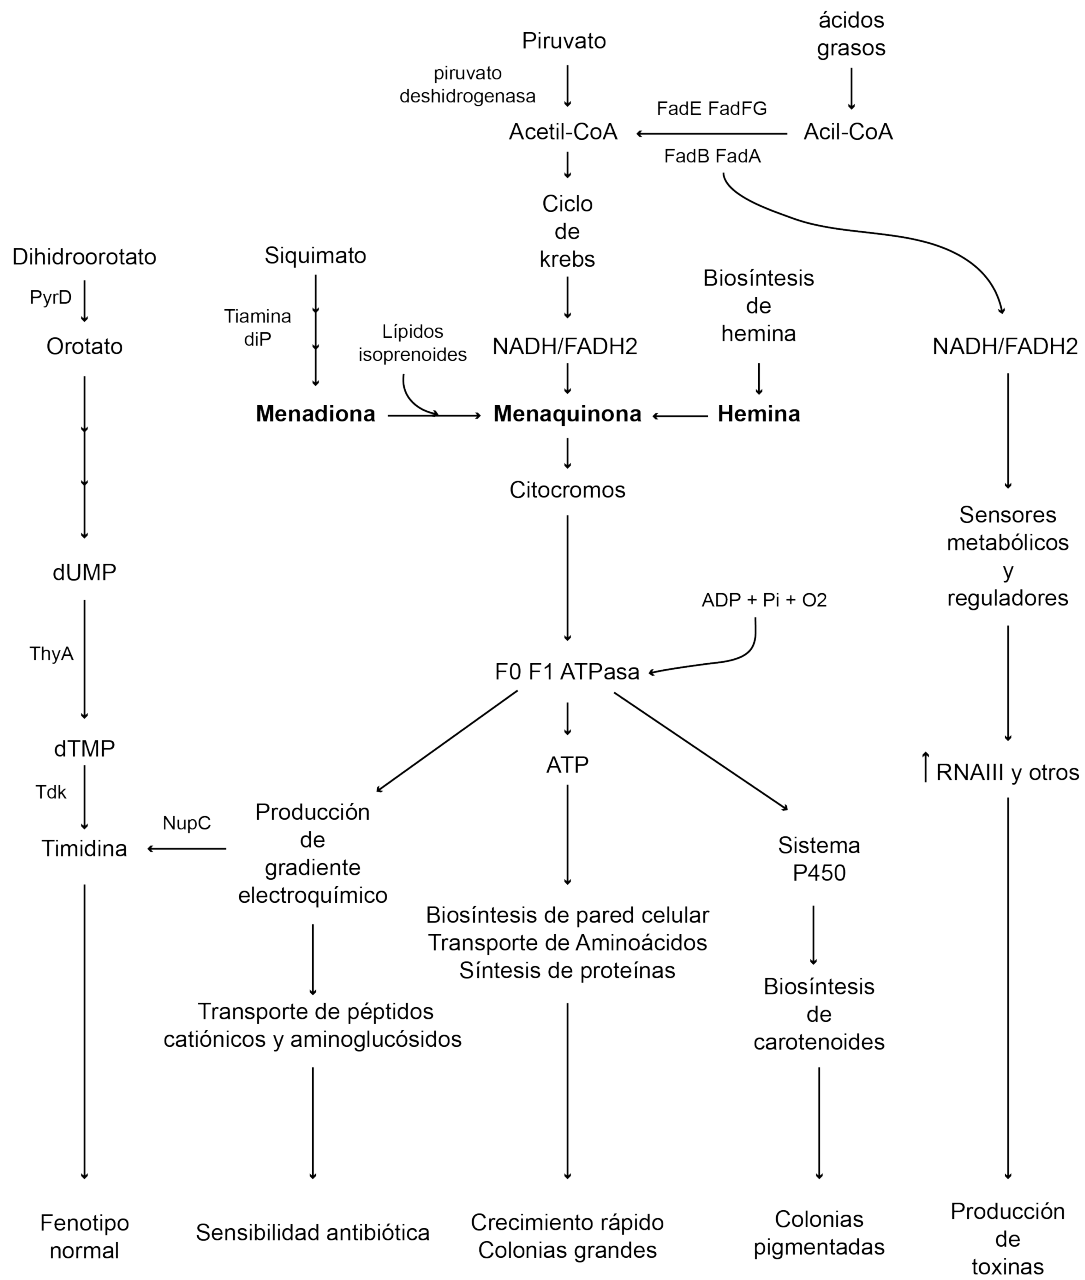 ácidos
grasos
Piruvato
piruvato
deshidrogenasa
FadE FadFG
Acetil-CoA
Acil-CoA
FadB FadA
Ciclo
de
krebs
Dihidroorotato
Siquimato
Biosíntesis
de
hemina
PyrD
Tiamina
diP
Lípidos
isoprenoides
Orotato
NADH/FADH2
NADH/FADH2
Menadiona
Menaquinona
Hemina
Citocromos
Sensores
metabólicos
y
reguladores
dUMP
ADP + Pi + O2
ThyA
F0 F1 ATPasa
dTMP
ATP
RNAIII y otros
Tdk
NupC
Timidina
Producción
de
gradiente
electroquímico
Sistema
P450
Biosíntesis de pared celular
Transporte de Aminoácidos
Síntesis de proteínas
Transporte de péptidos
catiónicos y aminoglucósidos
Biosíntesis
de
carotenoides
Fenotipo
normal
Sensibilidad antibiótica
Crecimiento rápido
Colonias grandes
Colonias
pigmentadas
Producción
de
toxinas